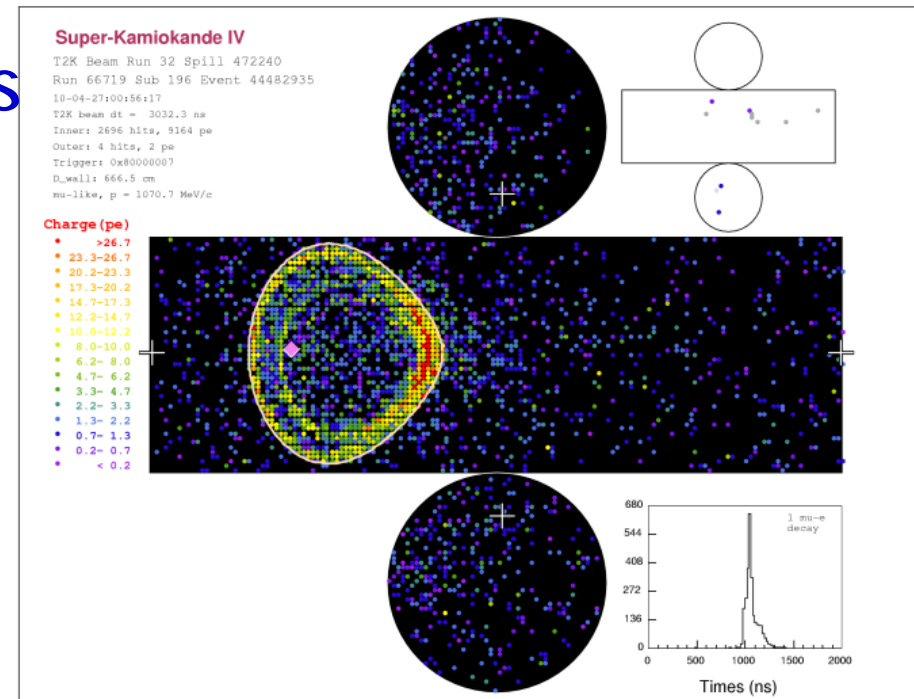 s
Super-Kamiokande IV
T2K Beam Run 32 Spill 472240
Run 66719 Sub 196 Event 44482935
10-04-27:00:56:17
T2K beam dt = 3032.3 ns
Inner: 2696 hits, 9164 pe
Outer: 4 hits, 2 pe
Trigger: 0x80000007
D_wall: 666.5 cm
mu-like, p = 1070.7 MeV/c
Charge(pe)
>26.7
23.3-26.7
20.2-23.3
17.3-20.2
14.7-17.3
12.2-14.7
10.0-12.2
8.0-10.0
6.2- 8.0
4.7- 6.2
3.3- 4.7
2.2- 3.3
1.3- 2.2
0.7- 1.3
0.2- 0.7
< 0.2
680
544
408
272
136
0
1 mu-e
decay
0 500 1000 1500 2000
Times (ns)